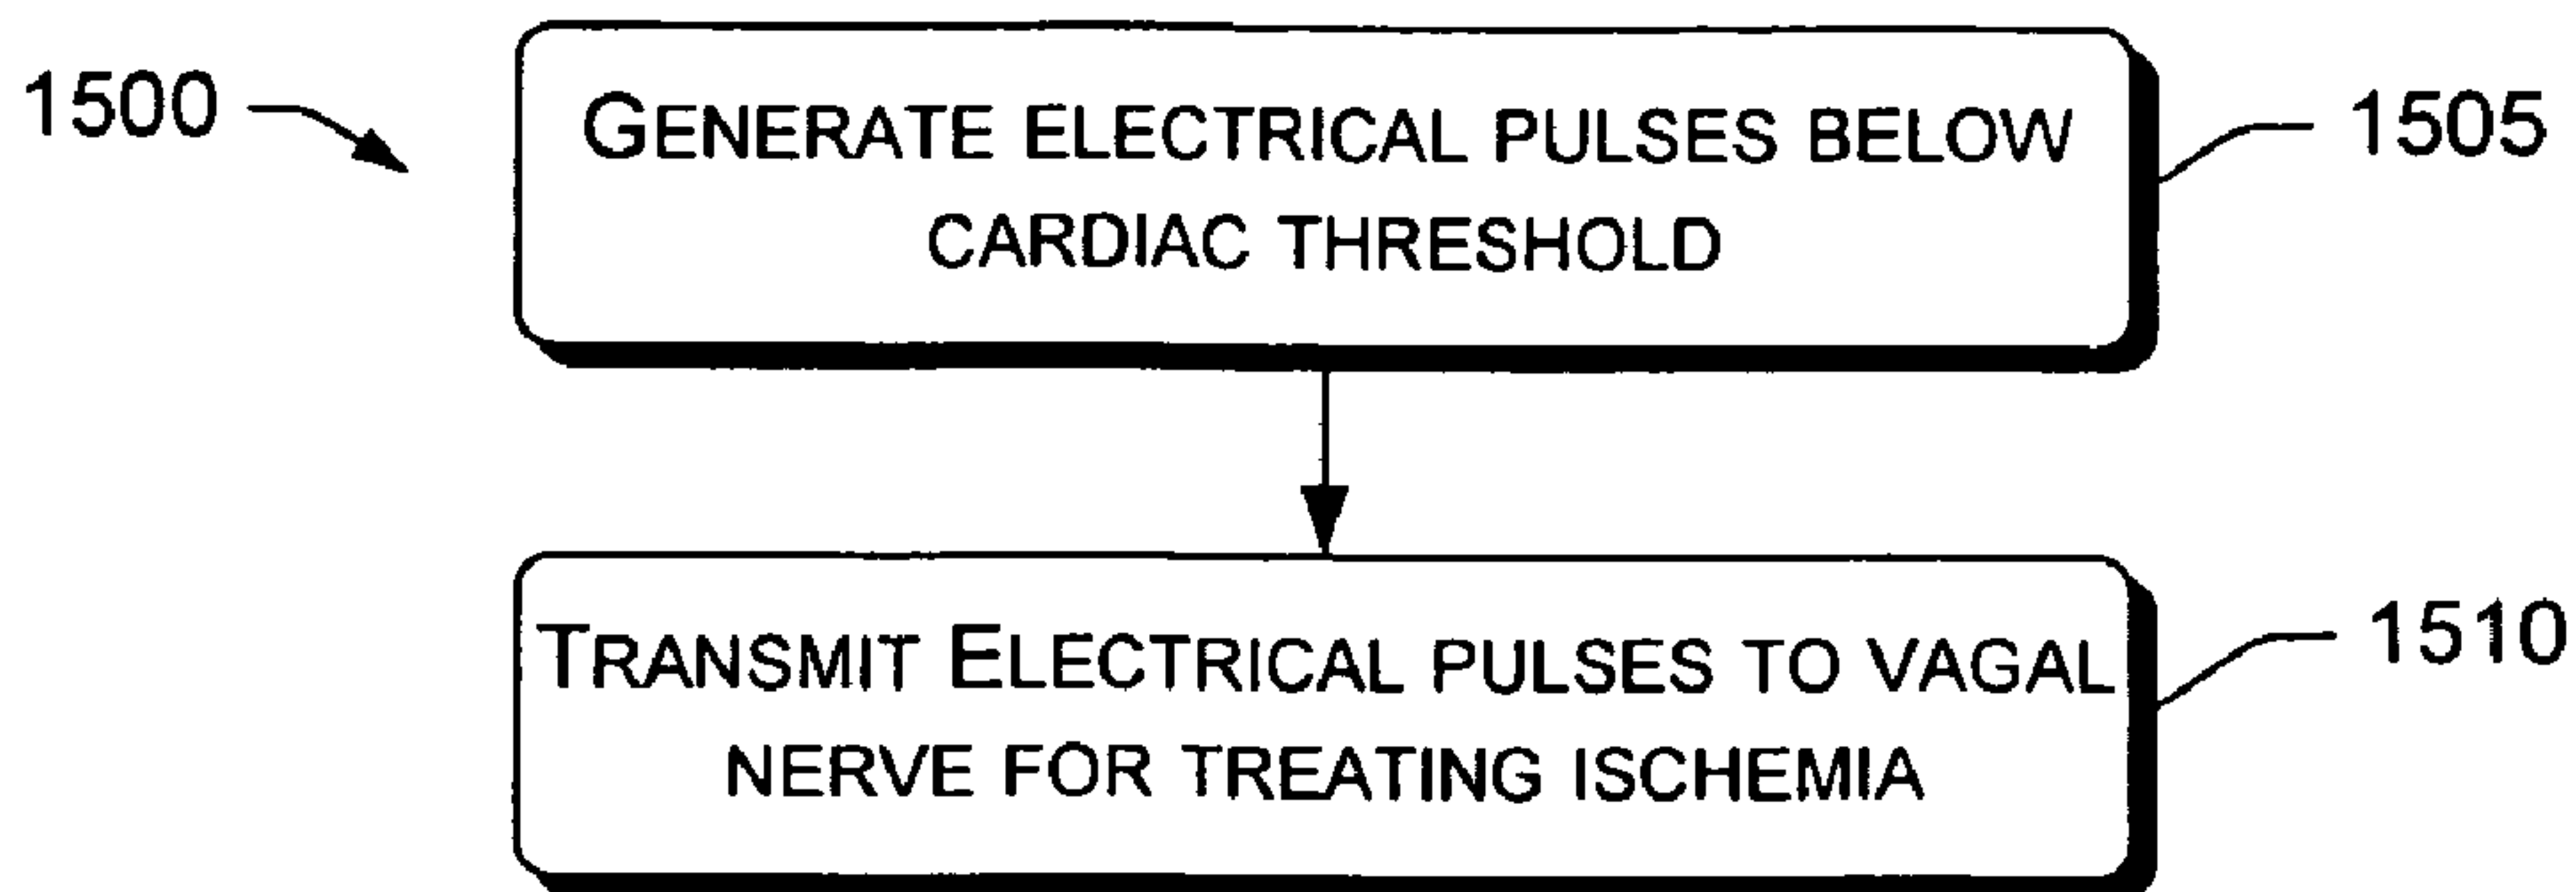 1500
GENERATE ELECTRICAL PULSES BELOW
CARDIAC THRESHOLD
1505
TRANSMIT ELECTRICAL PULSES TO VAGAL
NERVE FOR TREATING ISCHEMIA
1510